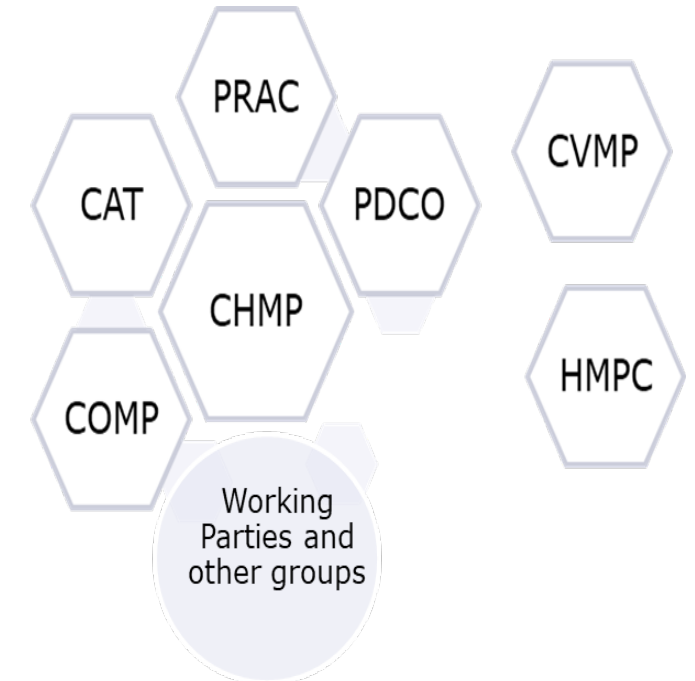 PRAC
CVMP
CAT
PDCO
CHMP
HMPC
COMP
Working
Parties and
other groups